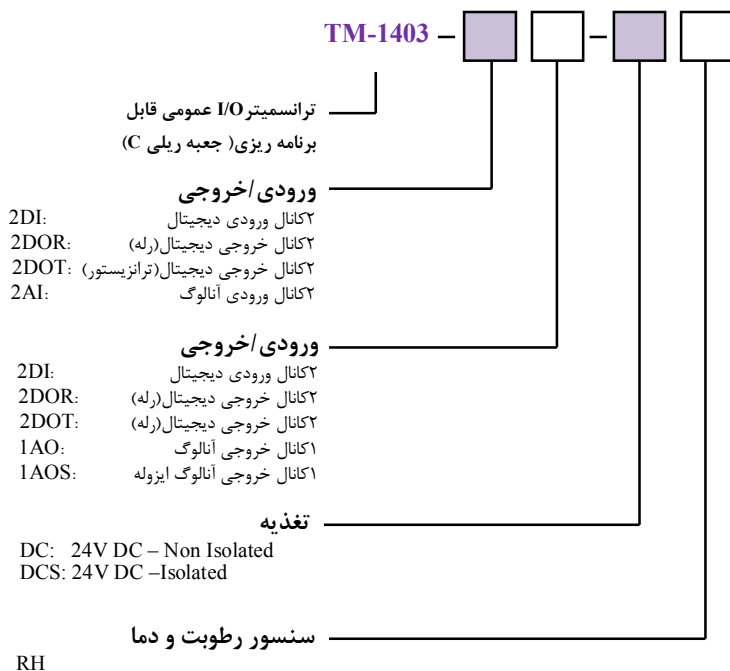 TM-1403 – –
ترانسمیتر I/O عمومی قابل
برنامه ریزی( جعبه ریلی C)
ورودی/خروجی
2DI: ۲کانال ورودی دیجیتال
2DOR: ۲کانال خروجی دیجیتال(رله)
2DOT: ۲کانال خروجی دیجیتال(ترانزیستور)
2AI: ۲کانال ورودی آنالوگ
ورودی/خروجی
2DI: ۲کانال ورودی دیجیتال
2DOR: ۲کانال خروجی دیجیتال(رله)
2DOT: ۲کانال خروجی دیجیتال(رله)
1AO: ۱کانال خروجی آنالوگ
1AOS: ۱کانال خروجی آنالوگ ایزوله
تغذیه
DC: 24V DC – Non Isolated
DCS: 24V DC –Isolated
سنسور رطوبت و دما
RH